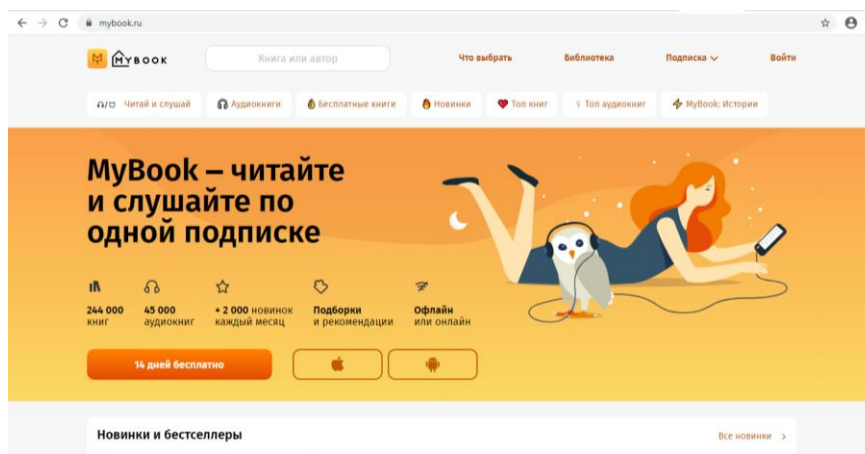 mybook.ru
MYBOOK
Книга или автор
Что выбрать
Библиотека
Подписка
Войти
Читай и слушай
Аудиокниги
Бесплатные книги
Новинки
Топ книг
Топ аудиокниг
MyBook: Истории
MyBook – читайте
и слушайте по
одной подписке
244 000
книг
45 000
аудиокниг
+ 2 000 новинок
каждый месяц
Подборки
и рекомендации
Офлайн
или онлайн
14 дней бесплатно
Новинки и бестселлеры
Все новинки